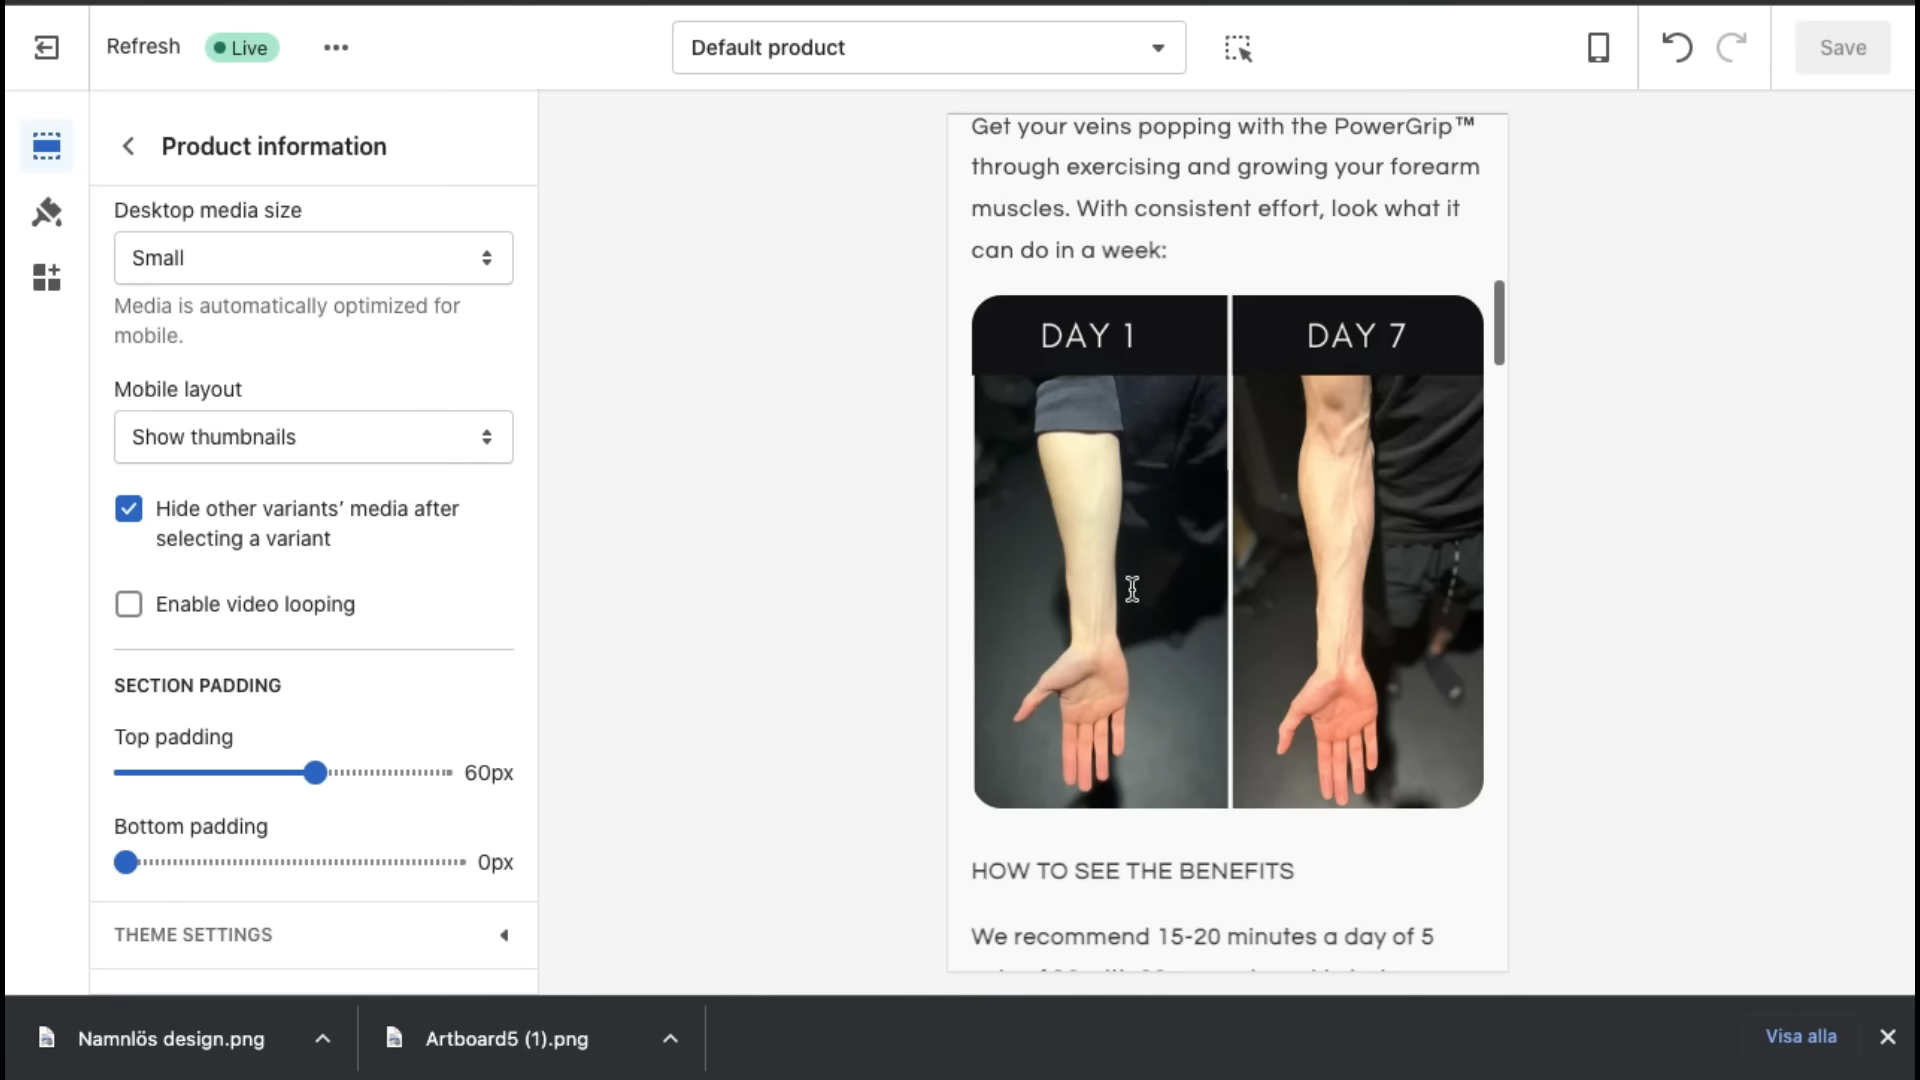 Refresh
Live
Default product
Save
Product information
Desktop media size
Small
Media is automatically optimized for
mobile.
Mobile layout
Show thumbnails
Hide other variants’ media after
selecting a variant
Enable video looping
SECTION PADDING
Top padding
60px
Bottom padding
0px
THEME SETTINGS
Get your veins popping with the PowerGrip™
through exercising and growing your forearm
muscles. With consistent effort, look what it
can do in a week:
DAY 1
DAY 7
HOW TO SEE THE BENEFITS
We recommend 15-20 minutes a day of 5
Namnlös design.png
Artboard5 (1).png
Visa alla